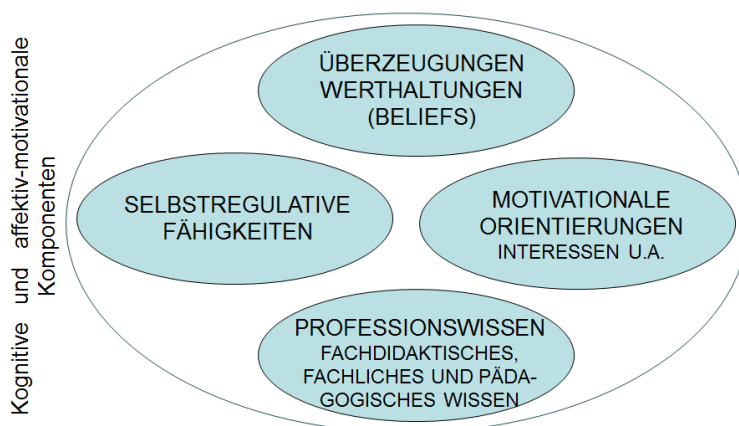 Kognitive und affektiv-motivationale
Komponenten
ÜBERZEUGUNGEN
WERTHALTUNGEN
(BELIEFS)
SELBSTREGULATIVE
FÄHIGKEITEN
MOTIVATIONALE
ORIENTIERUNGEN
INTERESSEN U.A.
PROFESSIONSWISSEN
FACHDIDAKTISCHES,
FACHLICHES UND PÄDA-
GOGISCHES WISSEN